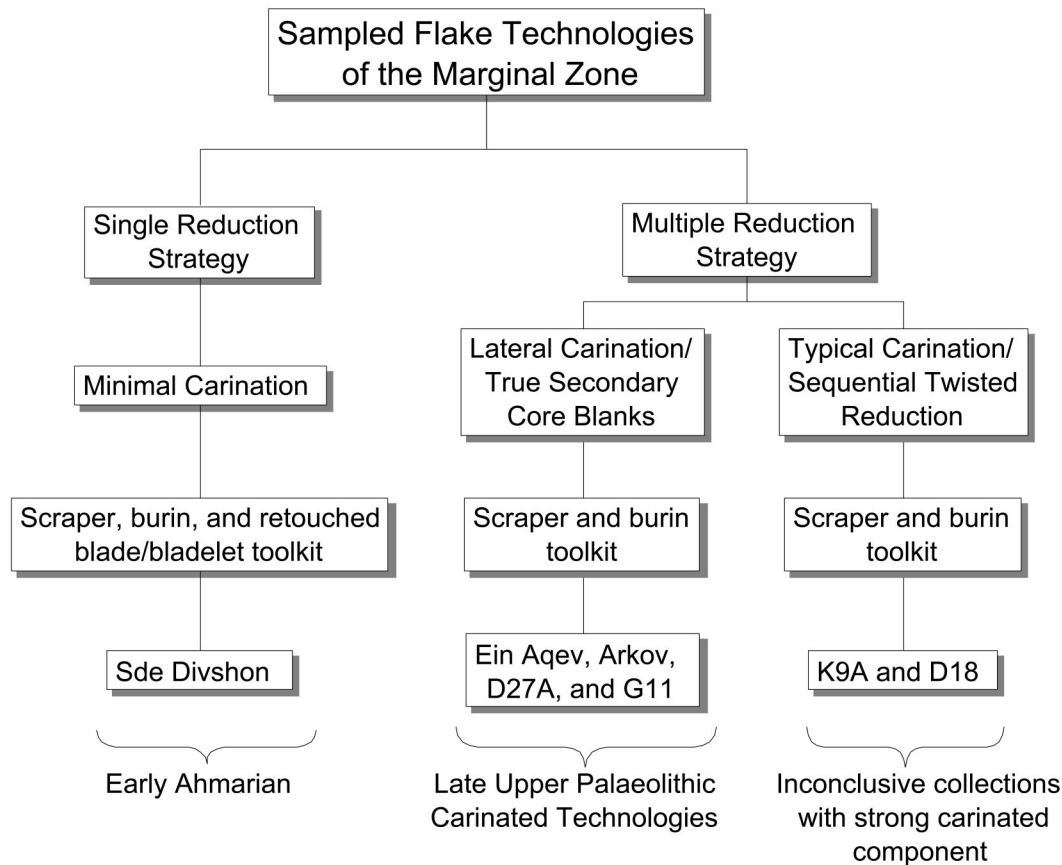 Sampled Flake Technologies
of the Marginal Zone
Single Reduction
Strategy
Multiple Reduction
Strategy
Minimal Carination
Lateral Carination/
True Secondary
Core Blanks
Typical Carination/
Sequential Twisted
Reduction
Scraper, burin, and retouched
blade/bladelet toolkit
Scraper and burin
toolkit
Scraper and burin
toolkit
Sde Divshon
Ein Aqev, Arkov,
D27A, and G11
K9A and D18
Early Ahmarian
Late Upper Palaeolithic
Carinated Technologies
Inconclusive collections
with strong carinated
component